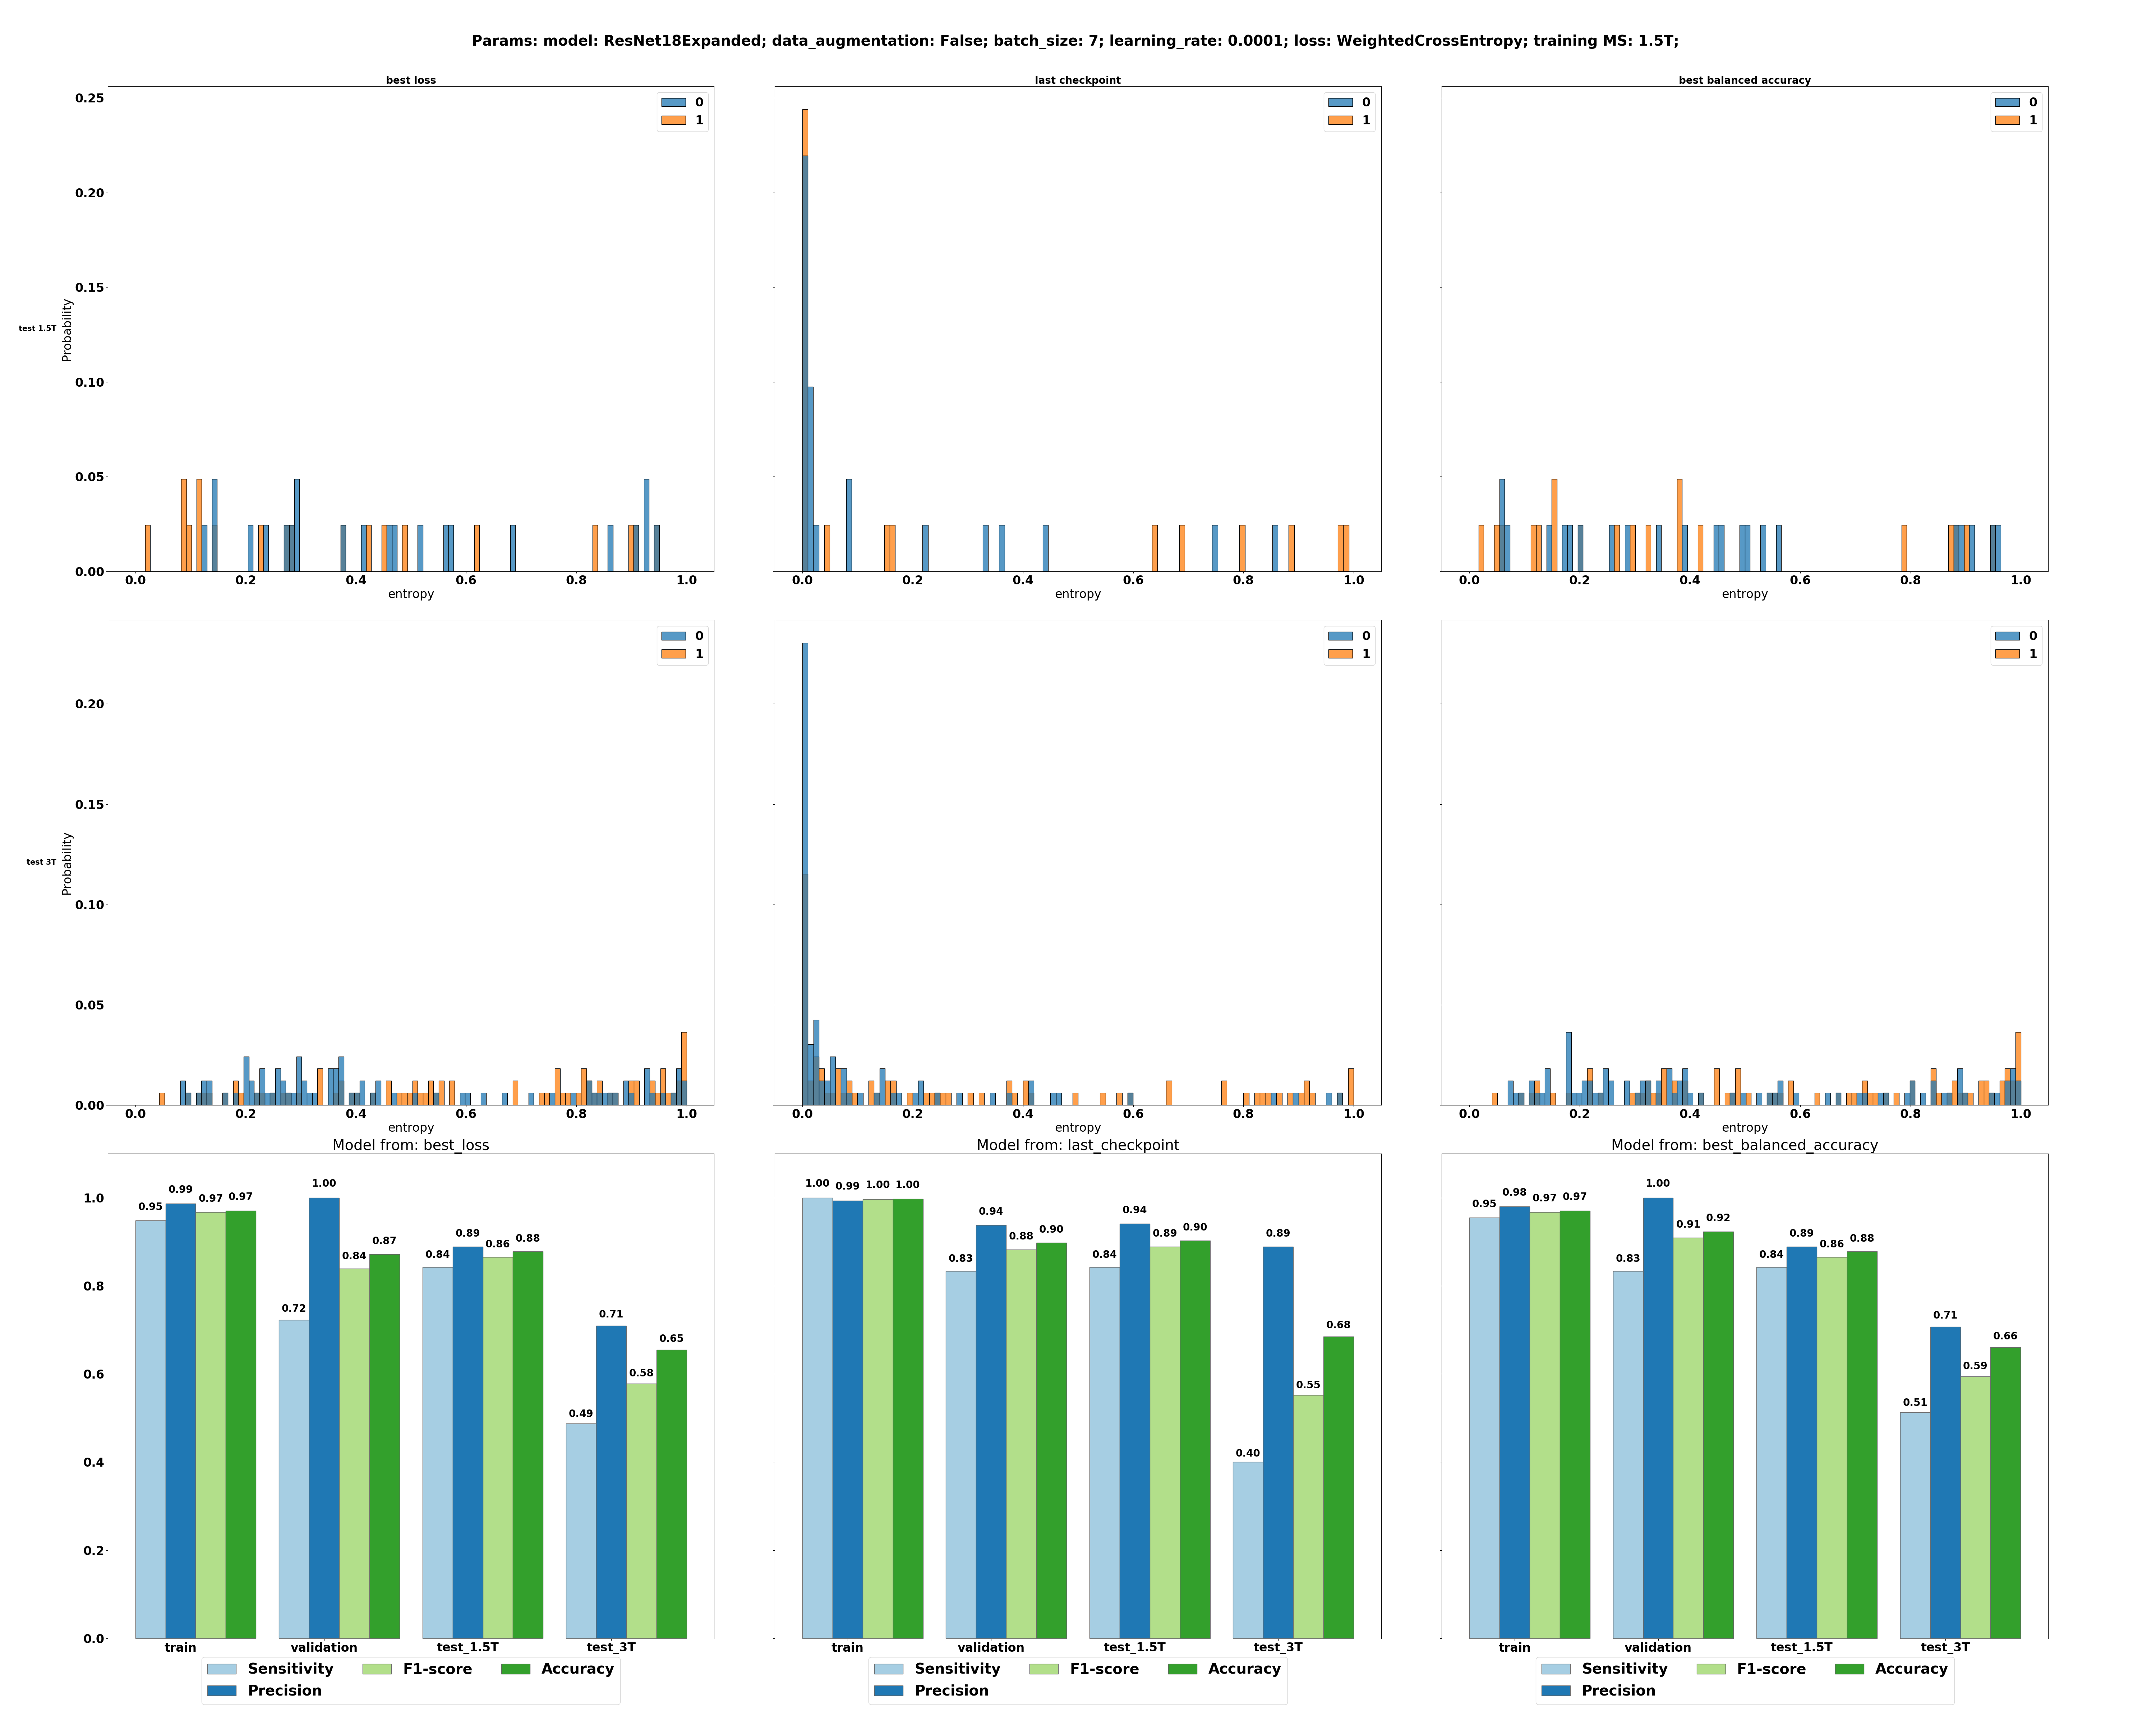 Params: model: ResNet18Expanded; data_augmentation: False; batch_size: 7; learning_rate: 0.0001; loss: WeightedCrossEntropy; training MS: 1.5T;
best loss
last checkpoint
best balanced accuracy
0
1
0
1
0
1
0.25
0.20
0.15
0.10
0.05
0.00
test 1.5T
Probability
0.0 0.2 0.4 0.6 0.8 1.0
0.0 0.2 0.4 0.6 0.8 1.0
0.0 0.2 0.4 0.6 0.8 1.0
entropy
entropy
entropy
0
1
0
1
0
1
0.20
0.15
0.10
0.05
0.00
test 3T
Probability
0.0 0.2 0.4 0.6 0.8 1.0
0.0 0.2 0.4 0.6 0.8 1.0
0.0 0.2 0.4 0.6 0.8 1.0
entropy
entropy
entropy
Model from: best_loss
1.0
0.8
0.6
0.4
0.2
0.0
0.95 0.99 0.97 0.97
0.72 1.00 0.84 0.87
0.84 0.89 0.86 0.88
0.49 0.71 0.58 0.65
train validation test_1.5T test_3T
Sensitivity F1-score Accuracy
Precision
Model from: last_checkpoint
1.00 0.99 1.00 1.00
0.83 0.94 0.88 0.90
0.84 0.94 0.89 0.90
0.40 0.89 0.55 0.68
train validation test_1.5T test_3T
Sensitivity F1-score Accuracy
Precision
Model from: best_balanced_accuracy
0.95 0.98 0.97 0.97
0.83 1.00 0.91 0.92
0.84 0.89 0.86 0.88
0.51 0.71 0.59 0.66
train validation test_1.5T test_3T
Sensitivity F1-score Accuracy
Precision